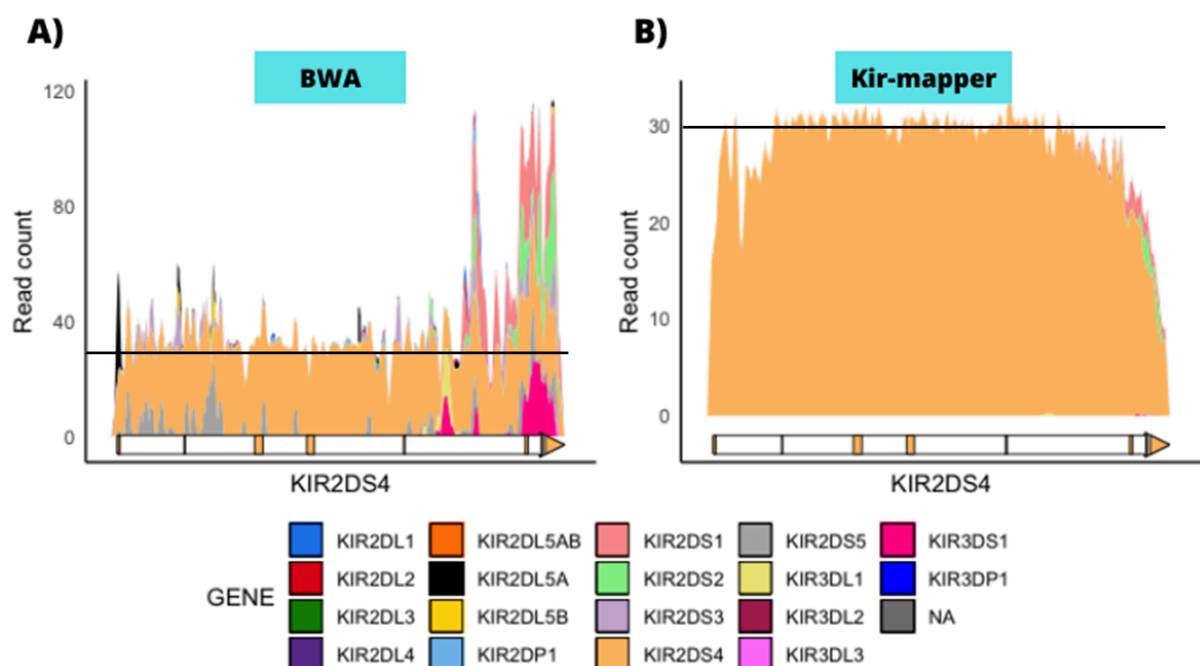 A)
BWA
120
80
40
0
Read count
KIR2DS4
B)
Kir-mapper
30
20
10
0
Read count
KIR2DS4
GENE
KIR2DL1
KIR2DL2
KIR2DL3
KIR2DL4
KIR2DL5AB
KIR2DL5A
KIR2DL5B
KIR2DP1
KIR2DS1
KIR2DS2
KIR2DS3
KIR2DS4
KIR2DS5
KIR3DL1
KIR3DL2
KIR3DL3
KIR3DS1
KIR3DP1
NA